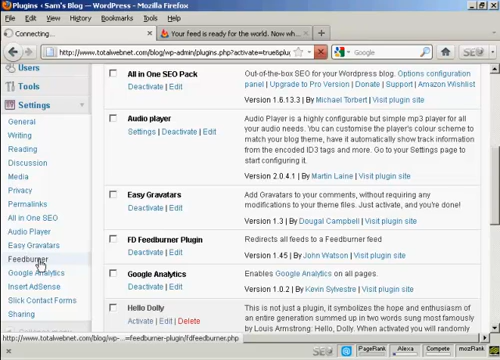 Plugins ‹ Sam's Blog — WordPress - Mozilla Firefox
File Edit View History Bookmarks Tools Help
Connecting...
Your feed is ready for the world. Now wh...
http://www.totalwebnet.com/blog/wp-admin/plugins.php?activate=true&plu
Google
SEO
Users
Tools
Settings
General
Writing
Reading
Discussion
Media
Privacy
Permalinks
All in One SEO
Audio Player
Easy Gravatars
Feedburner
Google Analytics
Insert AdSense
Slick Contact Forms
Sharing
All in One SEO Pack
Deactivate | Edit
Out-of-the-box SEO for your Wordpress blog. Options configuration
panel | Upgrade to Pro Version | Donate | Support | Amazon Wishlist
Version 1.6.13.3 | By Michael Torbert | Visit plugin site
Audio player
Settings | Deactivate | Edit
Audio Player is a highly configurable but simple mp3 player for all
your audio needs. You can customise the player's colour scheme to
match your blog theme, have it automatically show track information
from the encoded ID3 tags and more. Go to your Settings page to
start configuring it.
Version 2.0.4.1 | By Martin Laine | Visit plugin site
Easy Gravatars
Deactivate | Edit
Add Gravatars to your comments, without requiring any
modifications to your theme files. Just activate, and you're done!
Version 1.3 | By Dougal Campbell | Visit plugin site
FD Feedburner Plugin
Deactivate | Edit
Redirects all feeds to a Feedburner feed
Version 1.45 | By John Watson | Visit plugin site
Google Analytics
Deactivate | Edit
Enables Google Analytics on all pages.
Version 1.0.2 | By Kevin Sylvestre | Visit plugin site
Hello Dolly
Activate | Edit | Delete
This is not just a plugin, it symbolizes the hope and enthusiasm of
an entire generation summed up in two words sung most famously
by Louis Armstrong: Hello, Dolly. When activated you will randomly
http://www.totalwebnet.com/blog/wp-admin/...=feedburner-plugin/fdfeedburner.php
SEO
PageRank
Alexa
Compete
mozRank